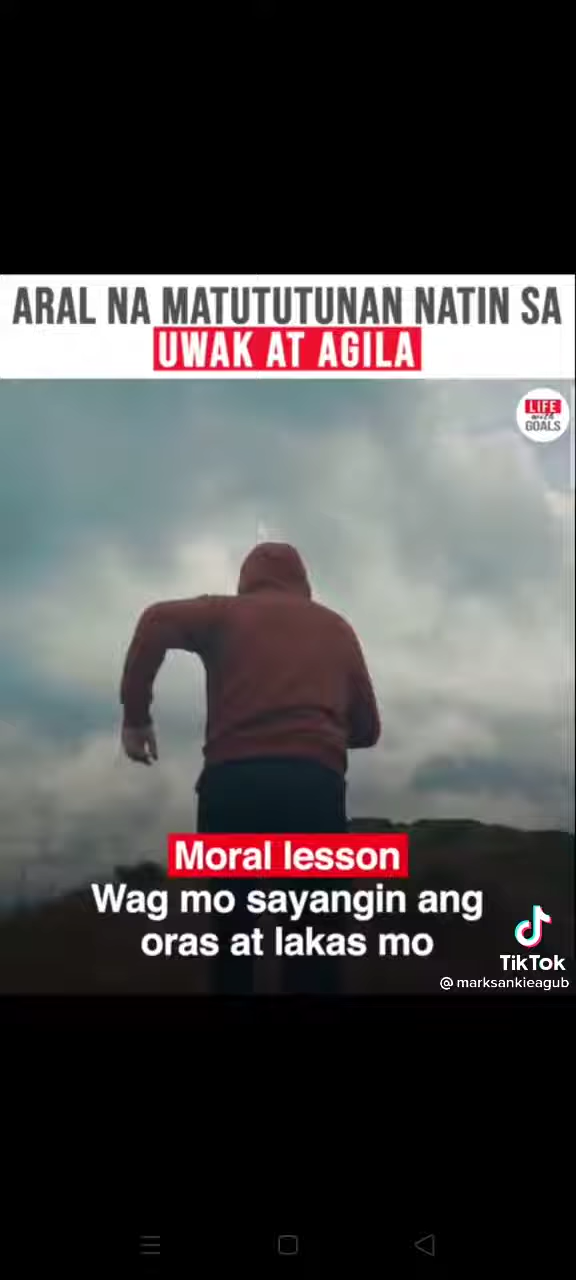 ARAL NA MATUTUTUNAN NATIN SA
UWAK AT AGILA
LIFE
with
GOALS
Moral lesson
Wag mo sayangin ang
oras at lakas mo
TikTok
@marksankieagub